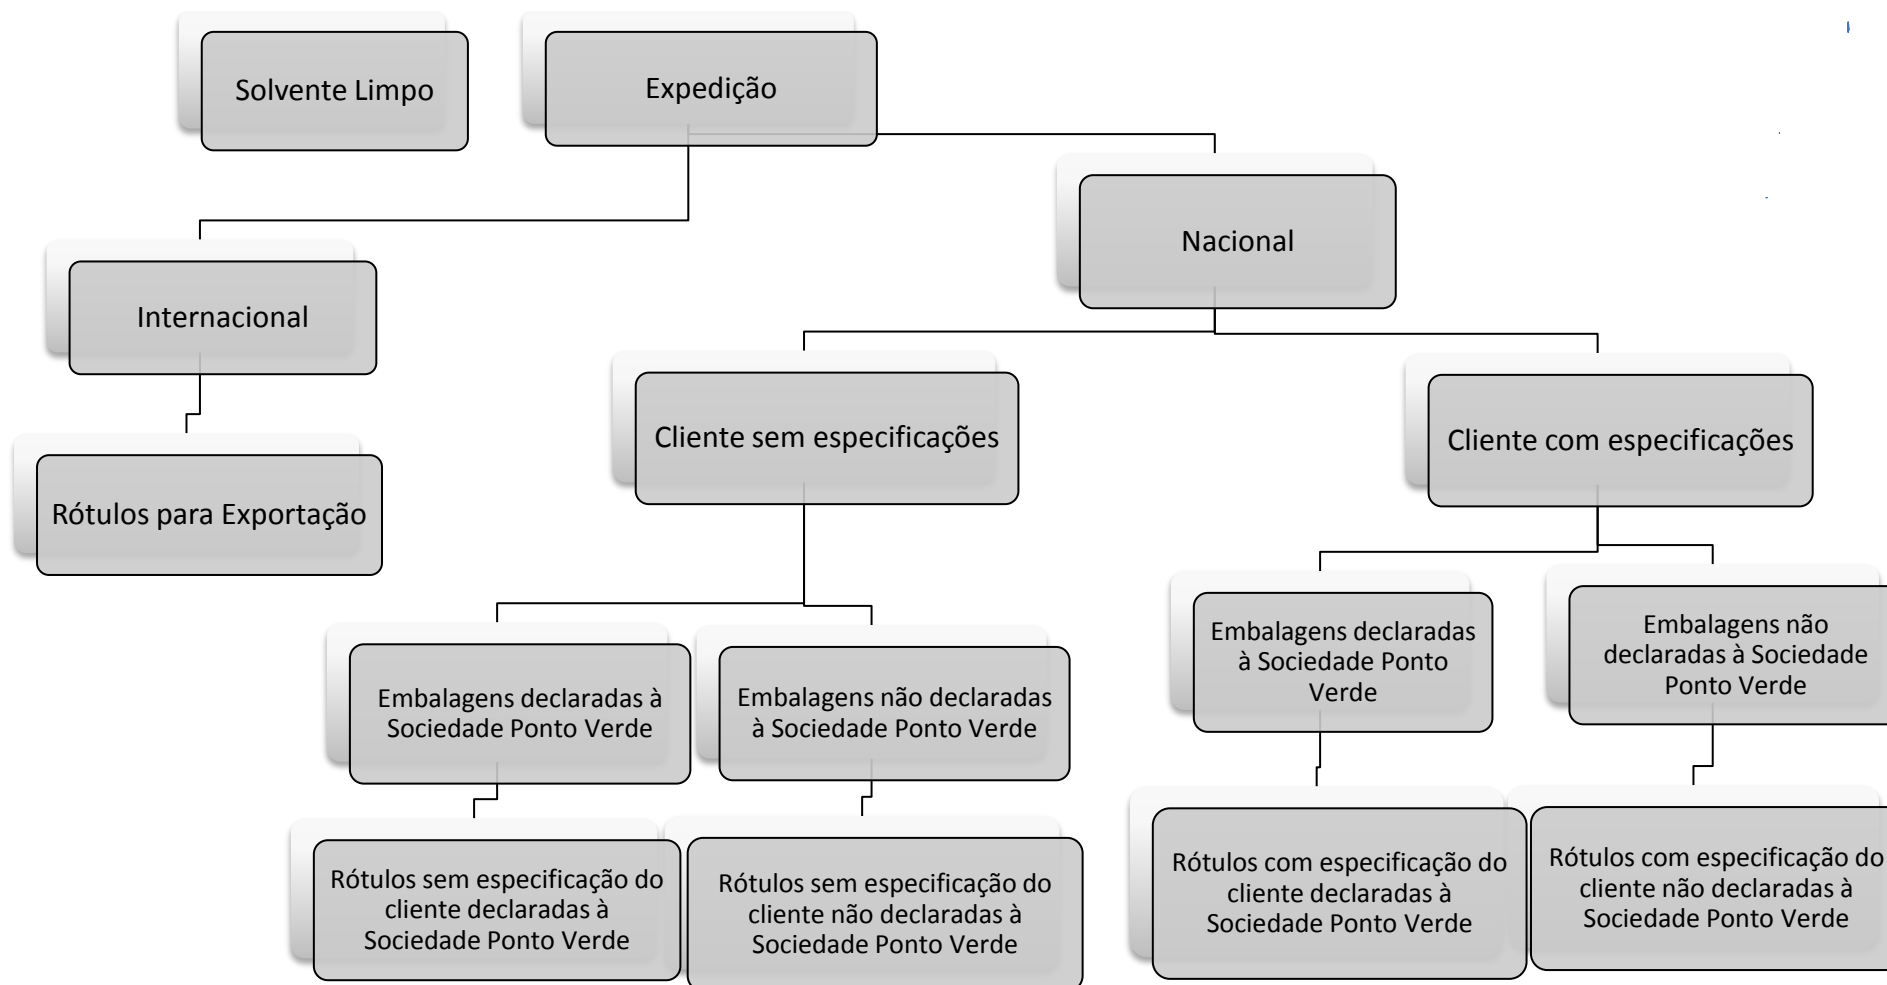 Solvente Limpo
Expedição
Nacional
Internacional
Cliente sem especificações
Cliente com especificações
Rótulos para Exportação
Embalagens declaradas à
Sociedade Ponto Verde
Embalagens não declaradas
à Sociedade Ponto Verde
Embalagens declaradas
à Sociedade Ponto
Verde
Embalagens não
declaradas à Sociedade
Ponto Verde
Rótulos sem especificação do
cliente declaradas à
Sociedade Ponto Verde
Rótulos sem especificação do
cliente não declaradas à
Sociedade Ponto Verde
Rótulos com especificação do
cliente declaradas à
Sociedade Ponto Verde
Rótulos com especificação do
cliente não declaradas à
Sociedade Ponto Verde